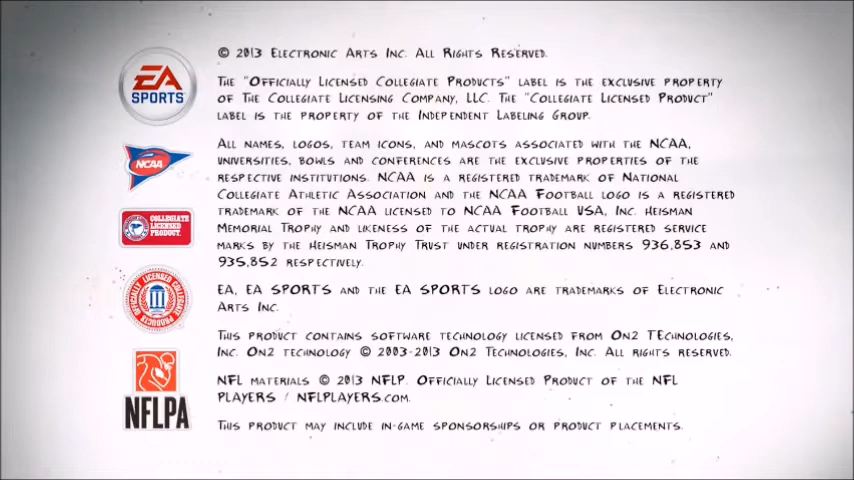 © 2013 Electronic Arts Inc. All Rights Reserved.
The "Officially Licensed Collegiate Products" label is the exclusive property
of The Collegiate Licensing Company, LLC. The "Collegiate Licensed Product"
label is the property of the Independent Labeling Group.
All names, logos, team icons, and mascots associated with the NCAA,
universities, bowls and conferences are the exclusive properties of the
respective institutions. NCAA is a registered trademark of National
Collegiate Athletic Association and the NCAA Football logo is a registered
trademark of the NCAA licensed to NCAA Football USA, Inc. Heisman
Memorial Trophy and likeness of the actual trophy are registered service
marks by the Heisman Trophy Trust under registration numbers 936,853 and
935,852 respectively.
EA, EA SPORTS and the EA SPORTS logo are trademarks of Electronic
Arts Inc.
This product contains software technology licensed from On2 TEchnologies,
Inc. On2 technology © 2003-2013 On2 Technologies, Inc. All rights reserved.
NFL materials © 2013 NFLP. Officially Licensed Product of the NFL
PLAYERS / NFLPLAYERS.com.
This product may include in-game sponsorships or product placements.
EA
SPORTS
NCAA
COLLEGIATE
LICENSED
PRODUCT
OFFICIALLY LICENSED COLLEGIATE PRODUCTS
NFLPA